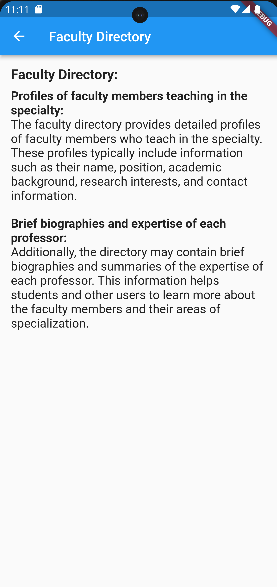 11:11
DEBUG
Faculty Directory
Faculty Directory:
Profiles of faculty members teaching in the
specialty:
The faculty directory provides detailed profiles
of faculty members who teach in the specialty.
These profiles typically include information
such as their name, position, academic
background, research interests, and contact
information.
Brief biographies and expertise of each
professor:
Additionally, the directory may contain brief
biographies and summaries of the expertise of
each professor. This information helps
students and other users to learn more about
the faculty members and their areas of
specialization.